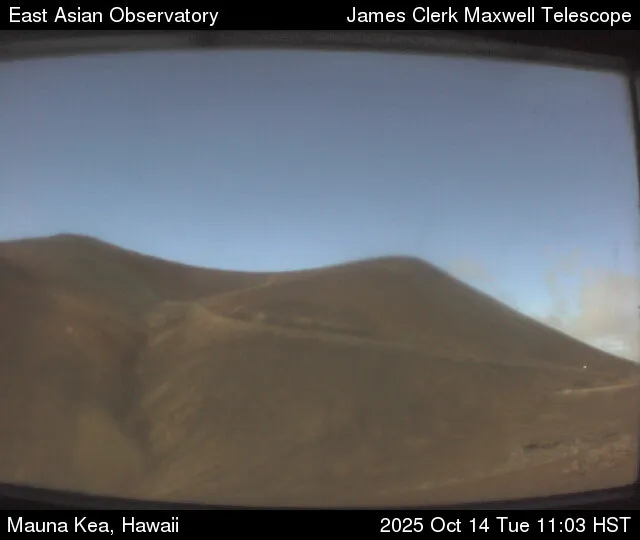 East Asian Observatory
James Clerk Maxwell Telescope
Mauna Kea, Hawaii
2025 Oct 14 Tue 11:03 HST